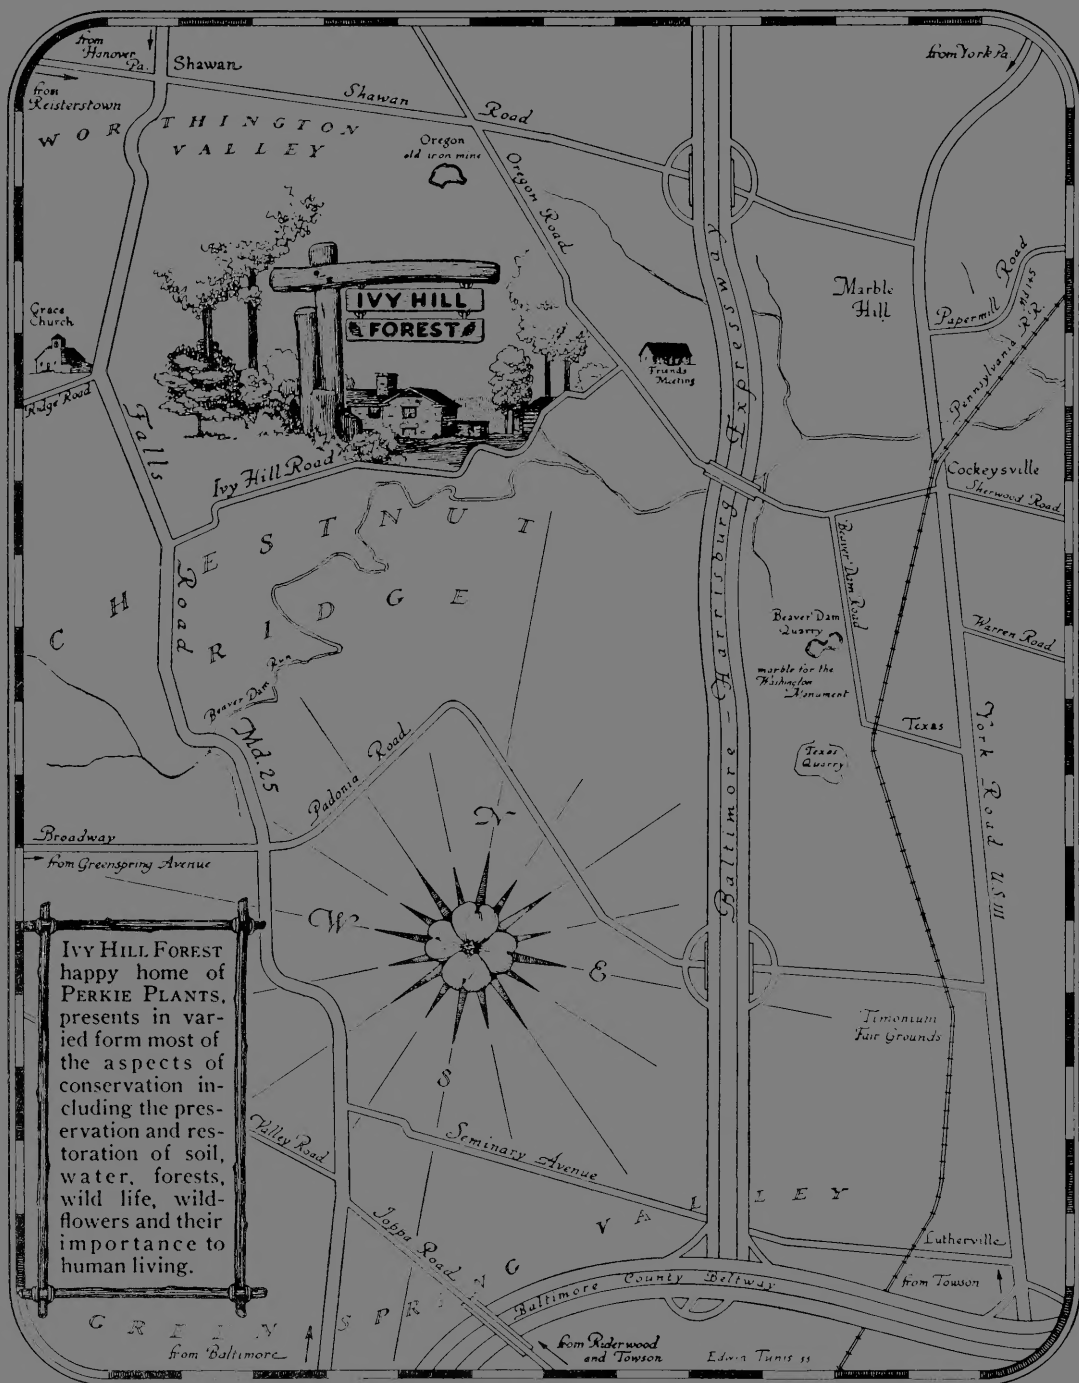 from
Hanover
Pa.
Shawan
from York Pa.
from
Reisterstown
Shawan Road
WORTHINGTON
VALLEY
Oregon
old iron mine
Oregon Road
Expressway
Marble
Hill
Papermill Road
Md 145
Pennsylvania R.R.
Grace
Church
IVY HILL
FOREST
Friends
Meeting
Ridge Road
Falls
Ivy Hill Road
Cockeysville
Sherwood Road
CHESTNUT
RIDGE
Road
Beaver Dam Road
Baltimore - Harrisburg
Beaver Dam
Quarry
marble for the
Washington
Monument
Warren Road
Beaver Dam Run
Md. 25
Padonia Road
Texas
Texas
Quarry
York Road U.S. 111
Broadway
from Greenspring Avenue
N
W
E
S
IVY HILL FOREST
happy home of
PERKIE PLANTS,
presents in var-
ied form most of
the aspects of
conservation in-
cluding the pres-
ervation and res-
toration of soil,
water, forests,
wild life, wild-
flowers and their
importance to
human living.
Timonium
Fair Grounds
Valley Road
Seminary Avenue
Joppa Road
GREEN SPRING VALLEY
Lutherville
Baltimore County Beltway
from Towson
from Baltimore
from Riderwood
and Towson
Edwin Tunis 55